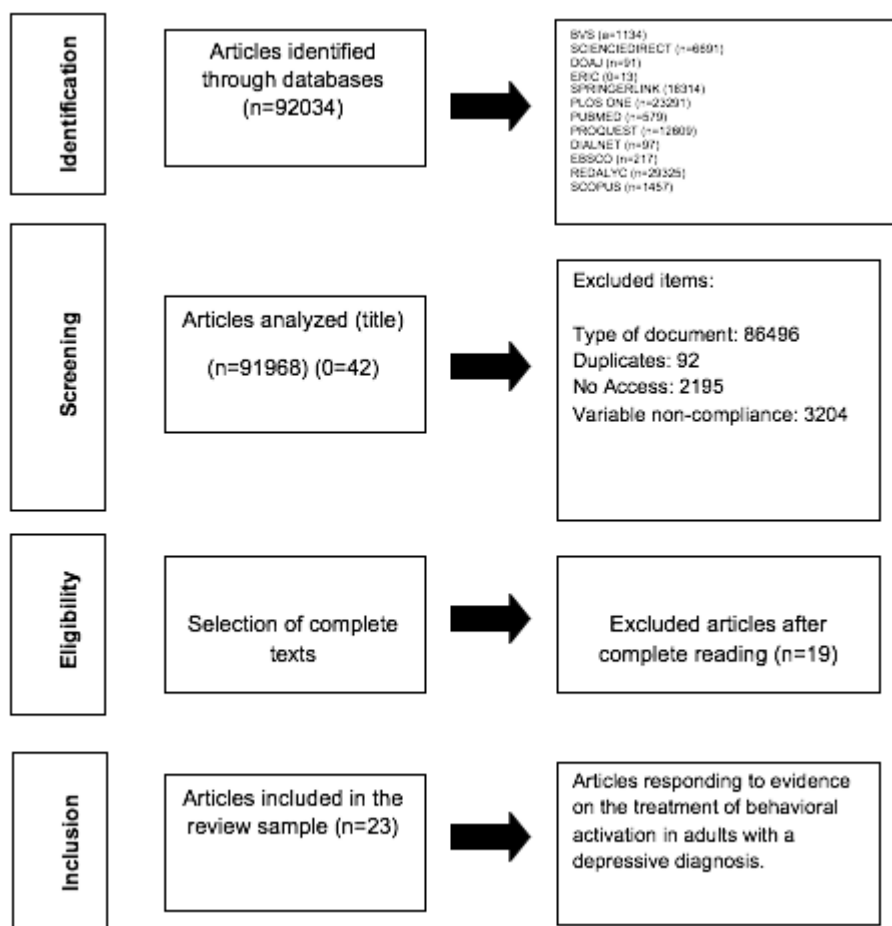 Identification
Articles identified
through databases
(n=92034)
BVS (n=1134)
SCIENCIEDIRECT (n=6691)
DOAJ (n=91)
ERIC (0=13)
SPRINGERLINK (16314)
PLOS ONE (n=23291)
PUBMED (n=579)
PROQUEST (n=12609)
DIALNET (n=97)
EBSCO (n=217)
REDALYC (n=29325)
SCOPUS (n=1457)
Screening
Articles analyzed (title)
(n=91968) (0=42)
Excluded items:
Type of document: 86496
Duplicates: 92
No Access: 2195
Variable non-compliance: 3204
Eligibility
Selection of complete
texts
Excluded articles after
complete reading (n=19)
Inclusion
Articles included in the
review sample (n=23)
Articles responding to evidence
on the treatment of behavioral
activation in adults with a
depressive diagnosis.